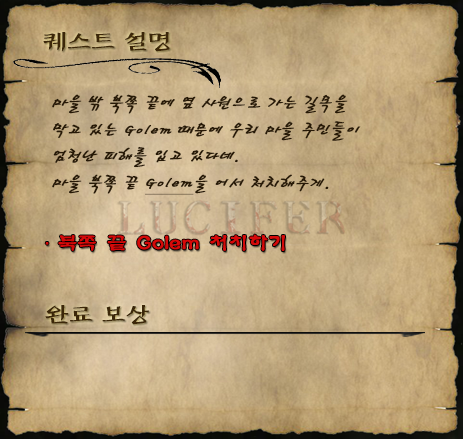 퀘스트 설명
마을 밖 북쪽 끝에 옆 사원으로 가는 길목을
막고 있는 Golem 때문에 우리 마을 주민들이
엄청난 피해를 입고 있다네.
마을 북쪽 끝 Golem을 어서 처치해주게.
LUCIFER
· 북쪽 끝 Golem 처치하기
완료 보상